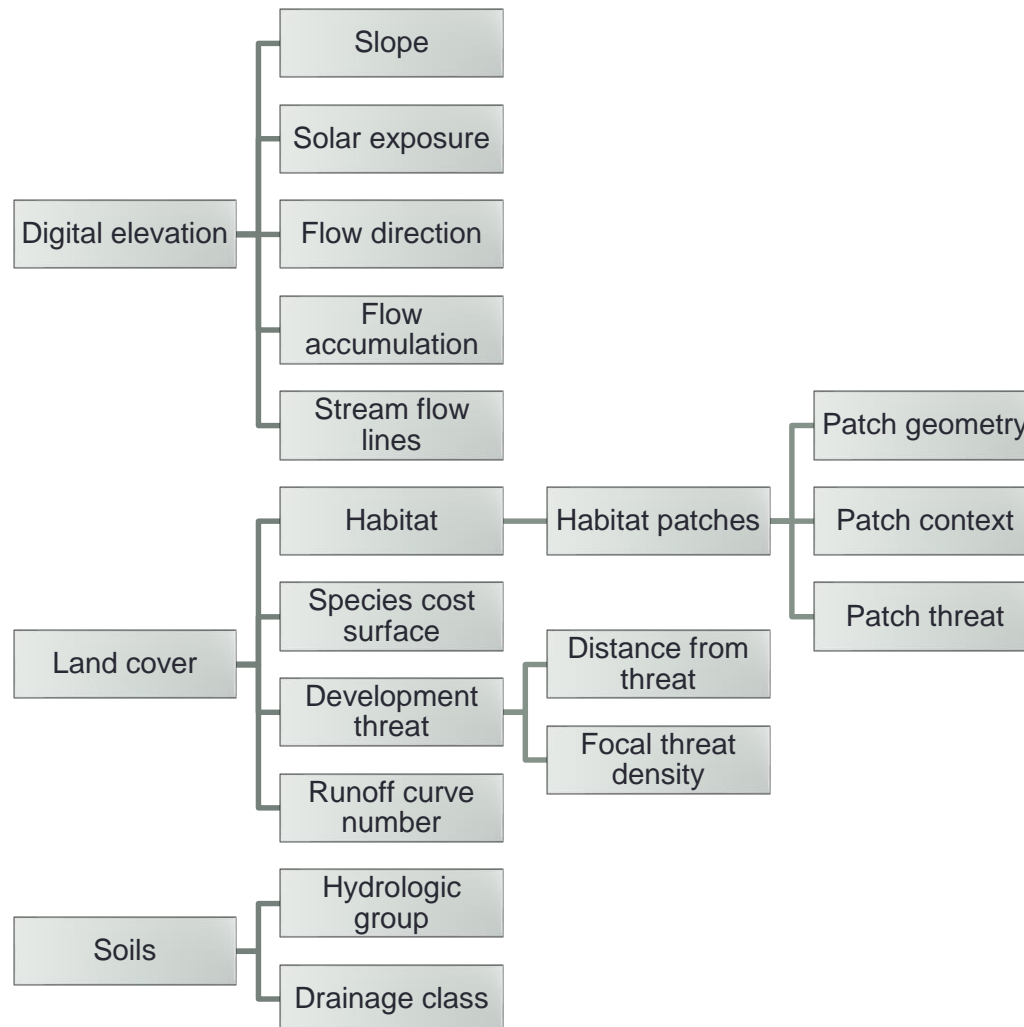 Slope
Solar exposure
Digital elevation
Flow direction
Flow
accumulation
Stream flow
lines
Patch geometry
Habitat
Habitat patches
Patch context
Species cost
surface
Patch threat
Land cover
Distance from
threat
Development
threat
Focal threat
density
Runoff curve
number
Hydrologic
group
Soils
Drainage class